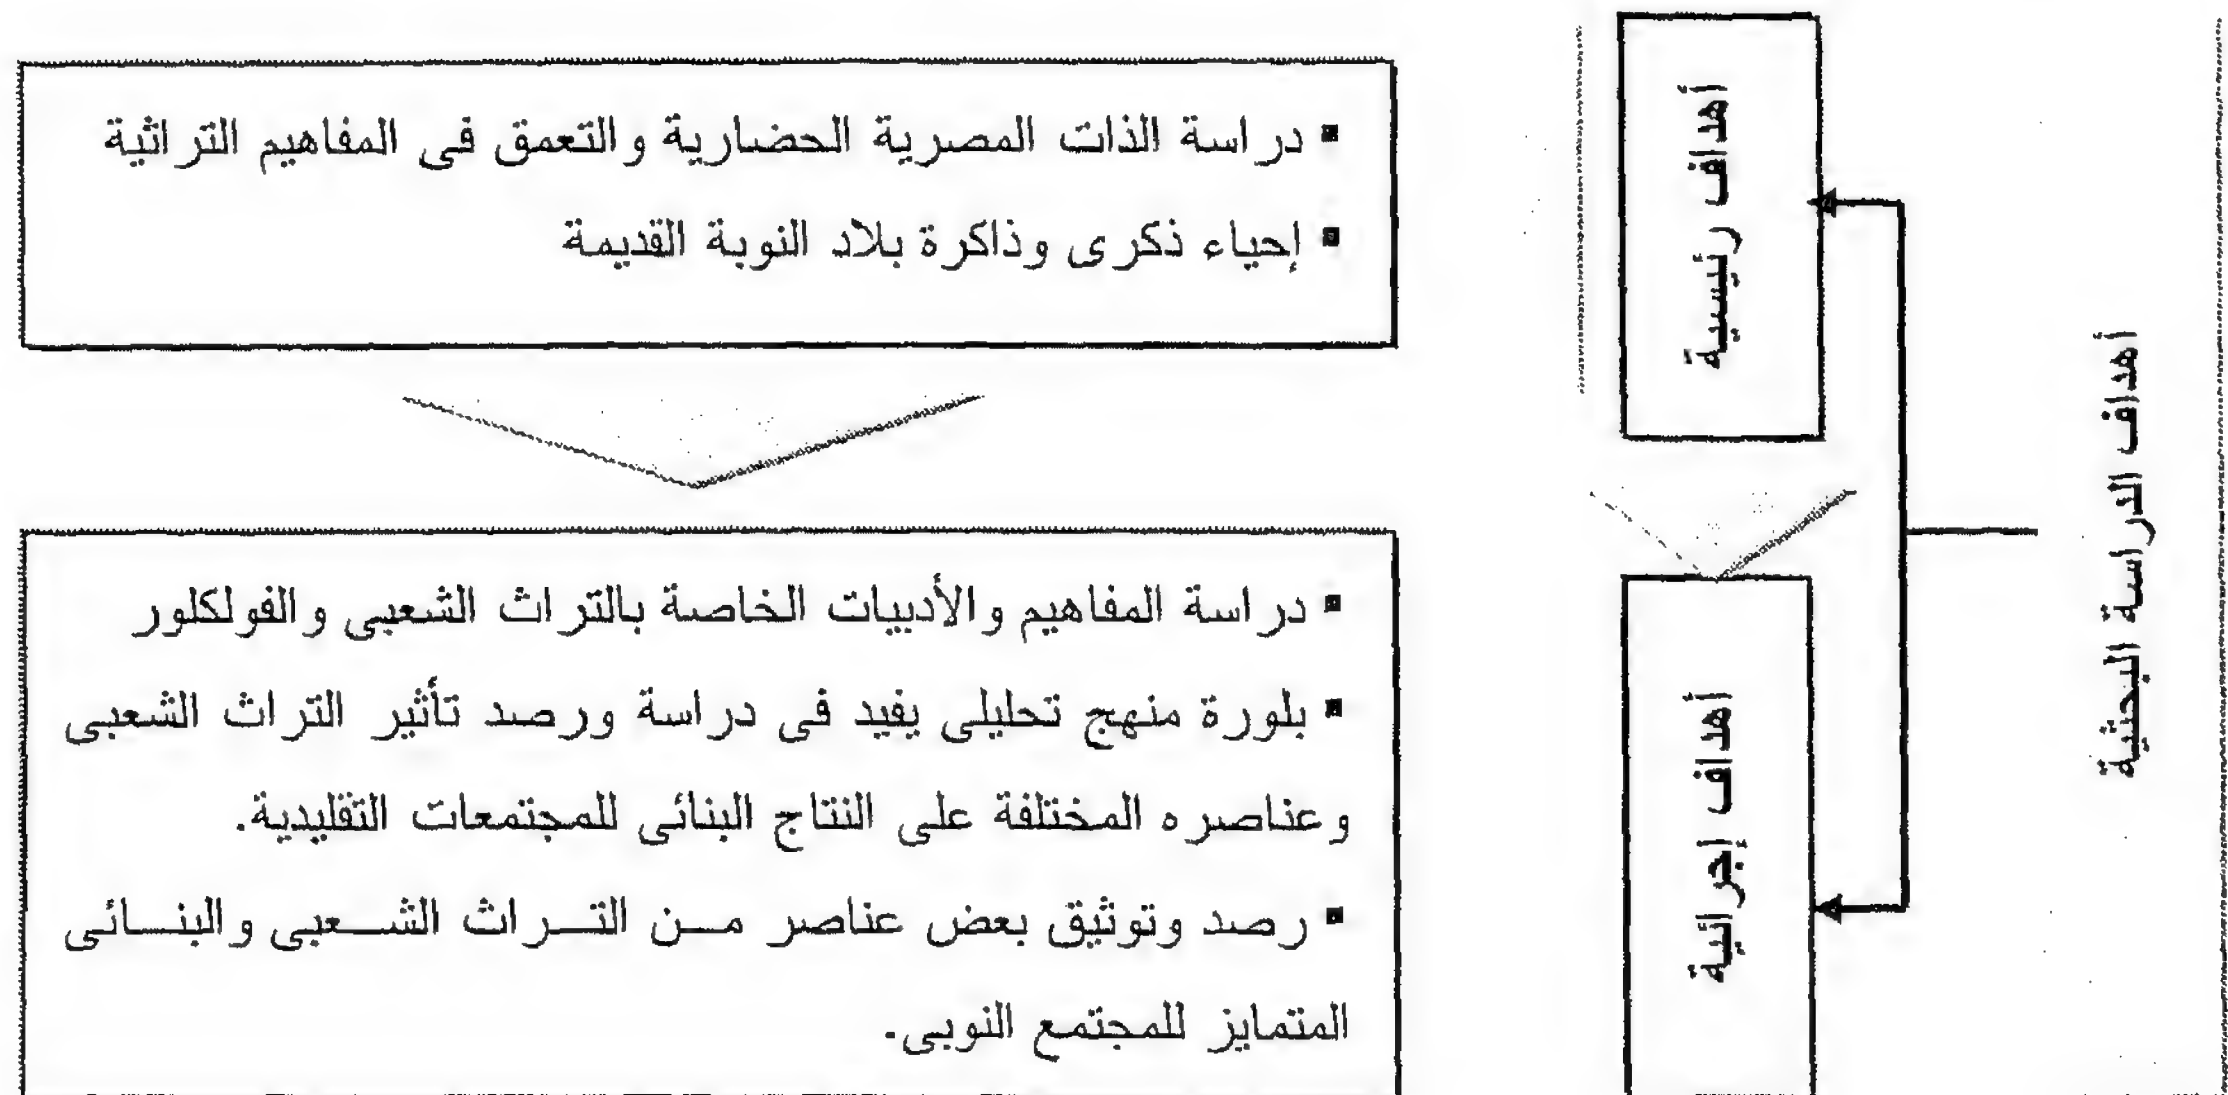 أهداف الدراسة البحثية
أهداف رئيسية
▪ دراسة الذات المصرية الحضارية والتعمق فى المفاهيم التراثية
▪ إحياء ذكرى وذاكرة بلاد النوبة القديمة
أهداف إجرائية
▪ دراسة المفاهيم والأدبيات الخاصة بالتراث الشعبى والفولكلور
▪ بلورة منهج تحليلى يفيد فى دراسة ورصد تأثير التراث الشعبى
وعناصره المختلفة على النتاج البنائى للمجتمعات التقليدية.
▪ رصد وتوثيق بعض عناصر من التراث الشعبى والبنائى
المتمايز للمجتمع النوبى.